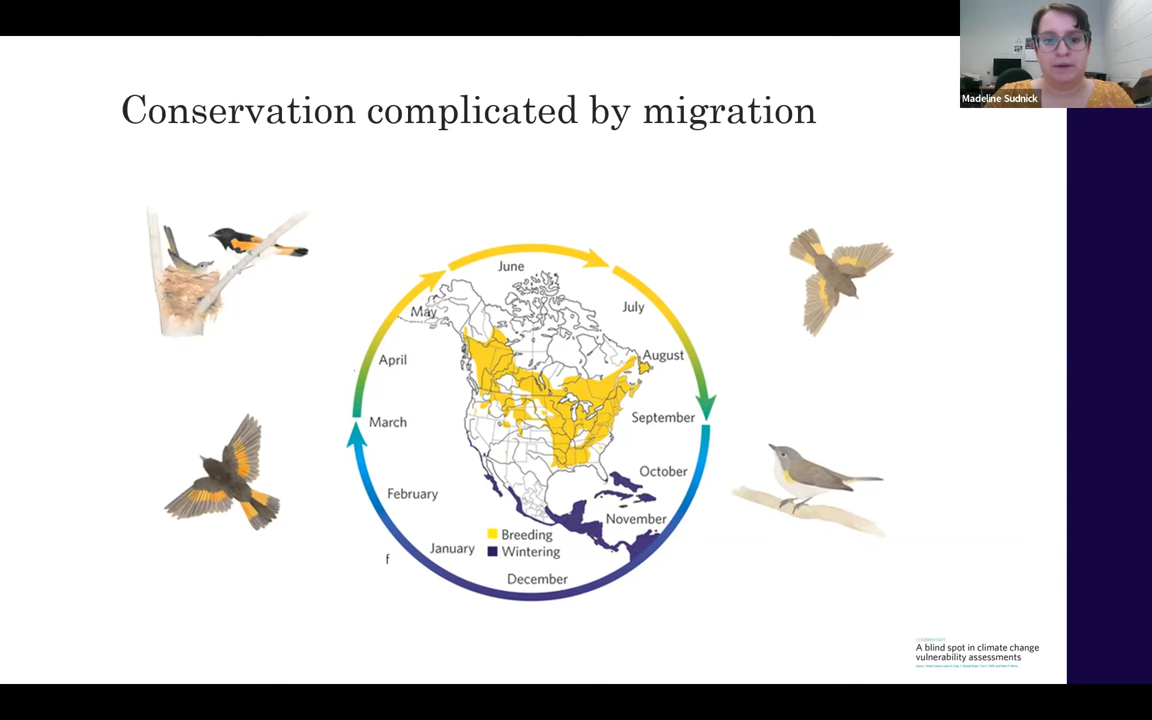 Madeline Sudnick
Conservation complicated by migration
June
May
July
April
August
March
September
February
October
November
January
Breeding
Wintering
December
f
COMMENTARY
A blind spot in climate change
vulnerability assessments